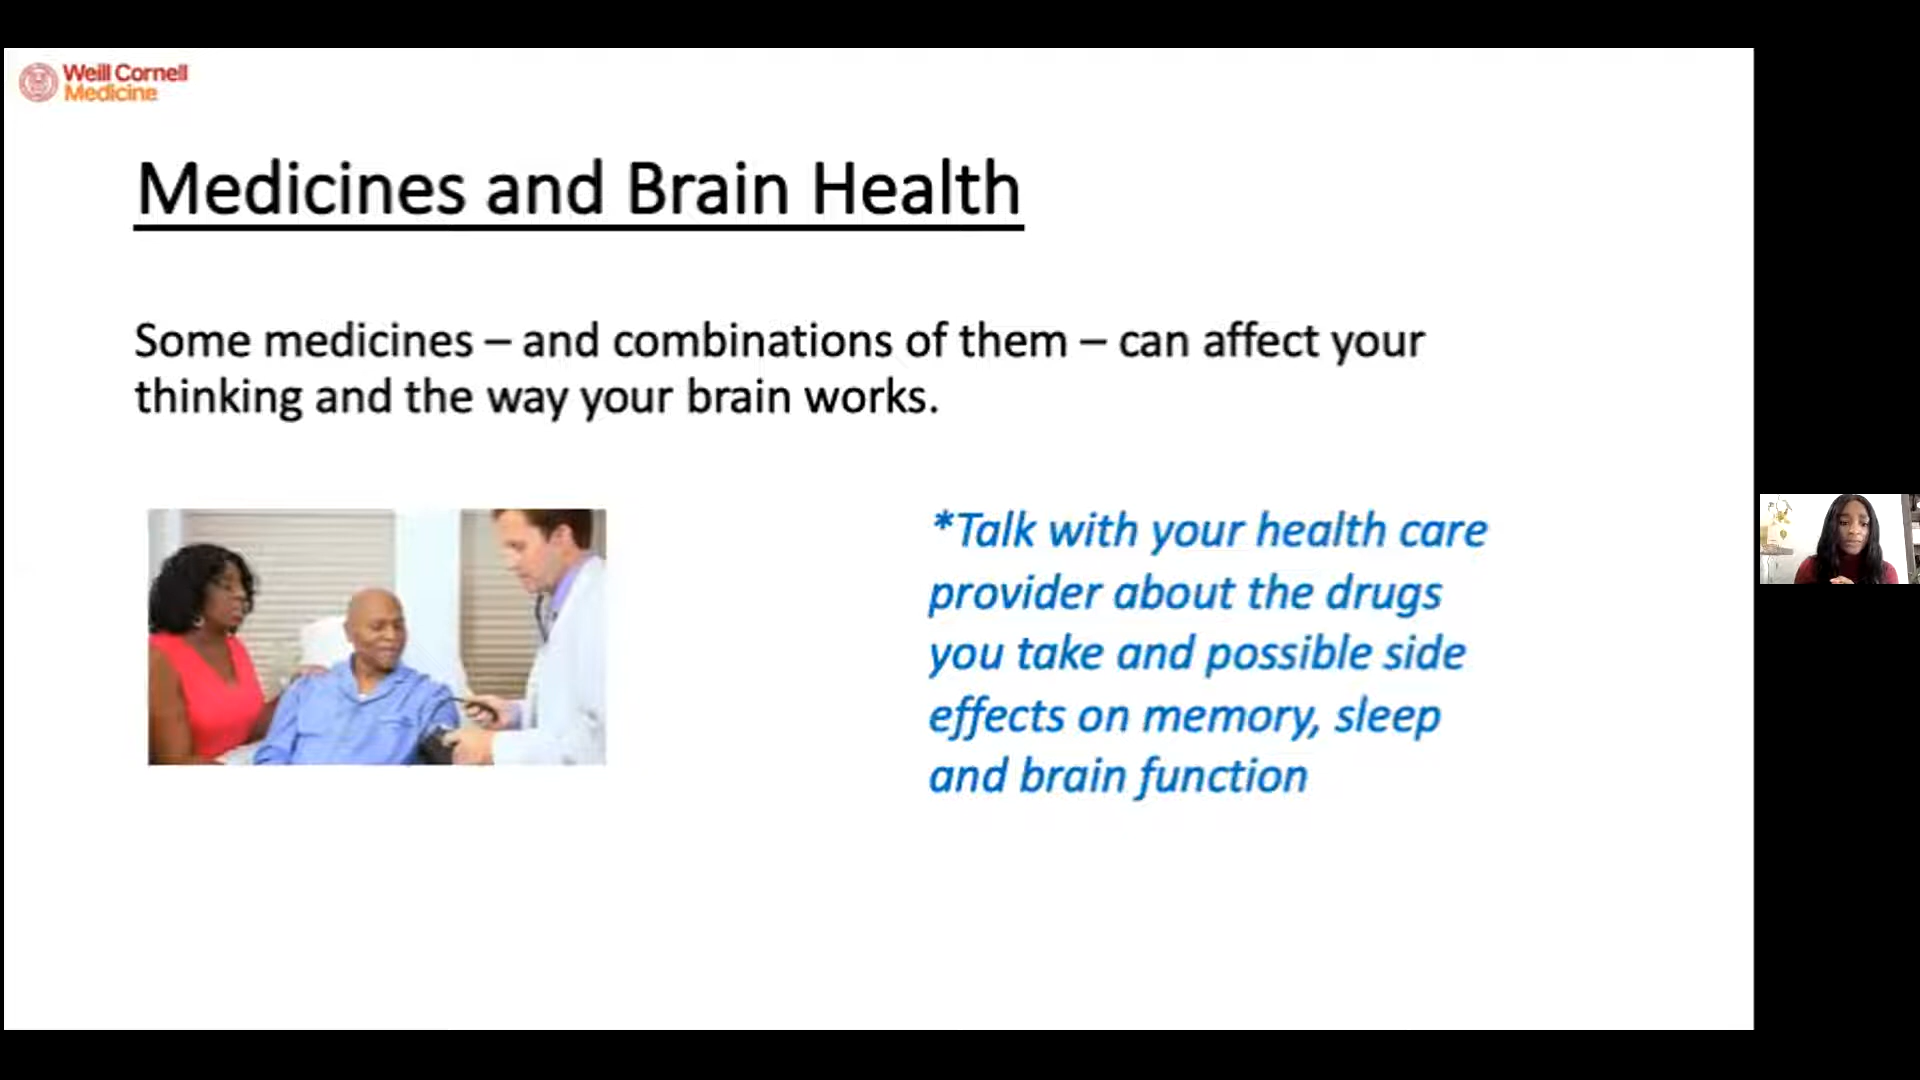 Weill Cornell
Medicine
Medicines and Brain Health
Some medicines – and combinations of them – can affect your
thinking and the way your brain works.
*Talk with your health care
provider about the drugs
you take and possible side
effects on memory, sleep
and brain function